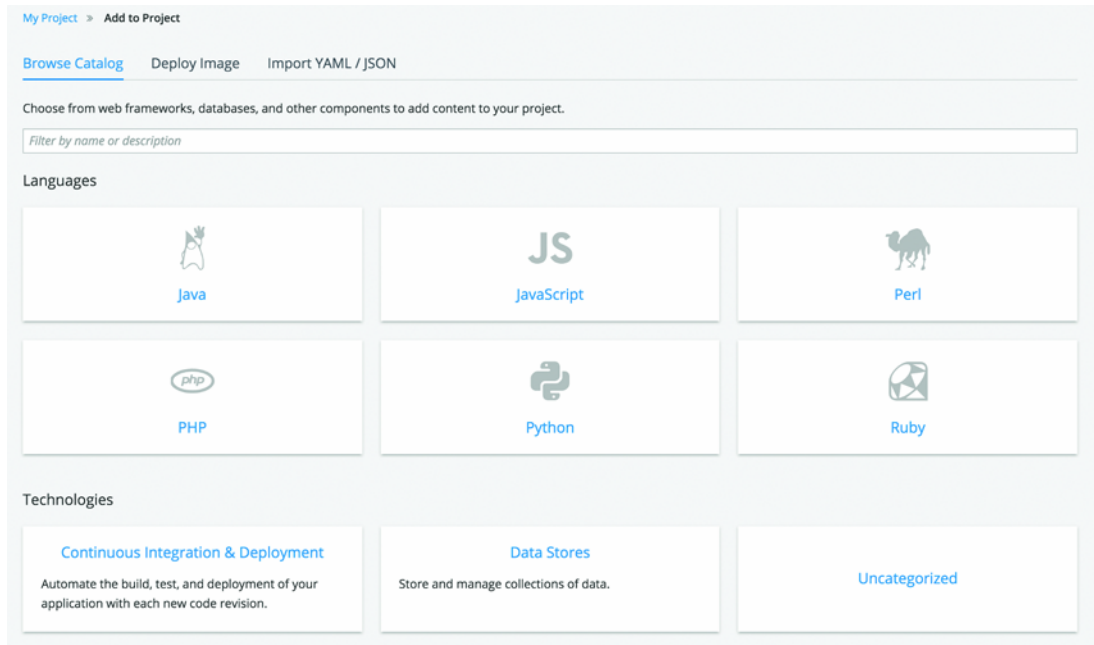 My Project » Add to Project
Browse Catalog Deploy Image Import YAML / JSON
Choose from web frameworks, databases, and other components to add content to your project.
Filter by name or description
Languages
JS
Java JavaScript Perl
php
PHP Python Ruby
Technologies
Continuous Integration & Deployment
Automate the build, test, and deployment of your
application with each new code revision.
Data Stores
Store and manage collections of data.
Uncategorized